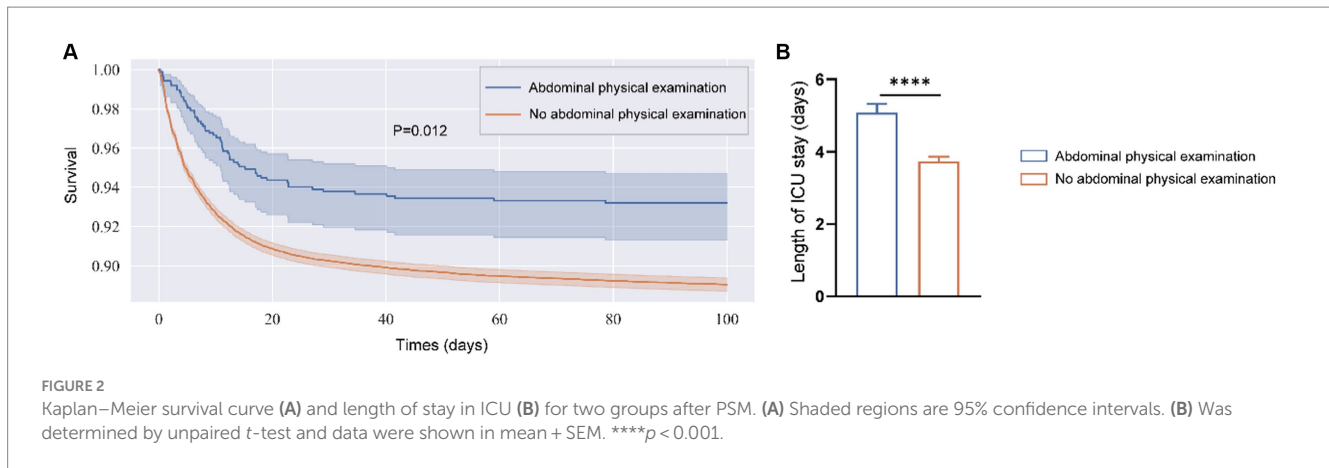 A
1.00
0.98
0.96
0.94
0.92
0.90
Survival
Abdominal physical examination
No abdominal physical examination
P=0.012
0
20
40
60
80
100
Times (days)
B
****
6
4
2
0
Length of ICU stay (days)
Abdominal physical examination
No abdominal physical examination
FIGURE 2
Kaplan–Meier survival curve (A) and length of stay in ICU (B) for two groups after PSM. (A) Shaded regions are 95% confidence intervals. (B) Was
determined by unpaired t-test and data were shown in mean + SEM. ****p < 0.001.